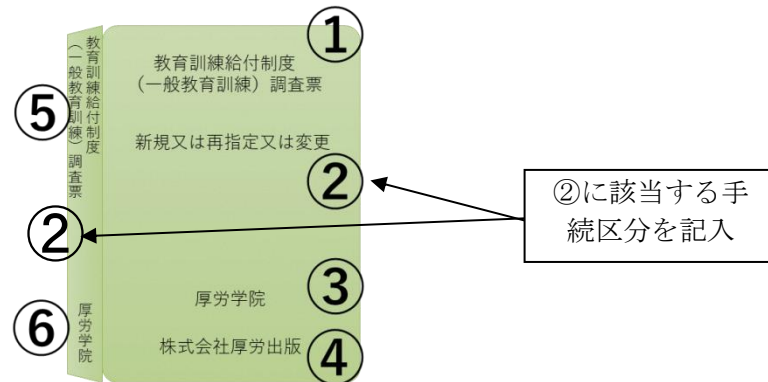 ①
教育訓練給付制度
(一般教育訓練)調査票
新規又は再指定又は変更
②
厚労学院
③
株式会社厚労出版
④
教育訓練給付制度
(一般教育訓練)調査票
⑤
②
厚労学院
⑥
②に該当する手
続区分を記入